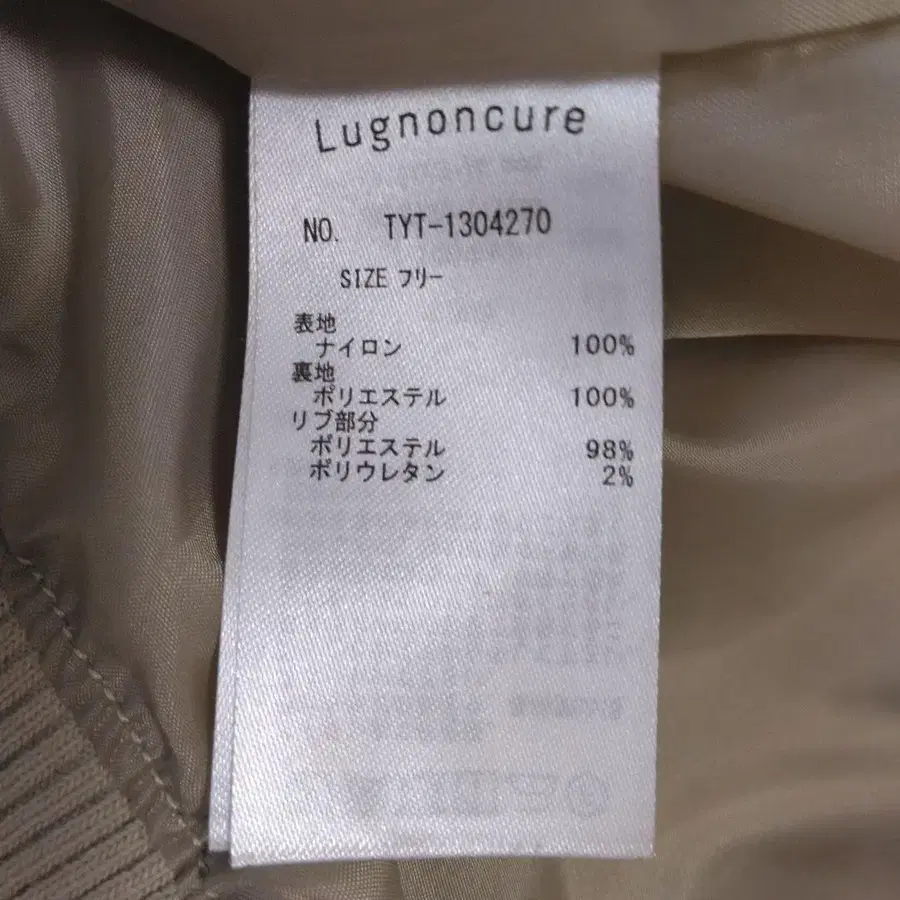 Lugnoncure
NO. TYT-1304270
SIZE フリー
表地
ナイロン 100%
裏地
ポリエステル 100%
リブ部分
ポリエステル 98%
ポリウレタン 2%